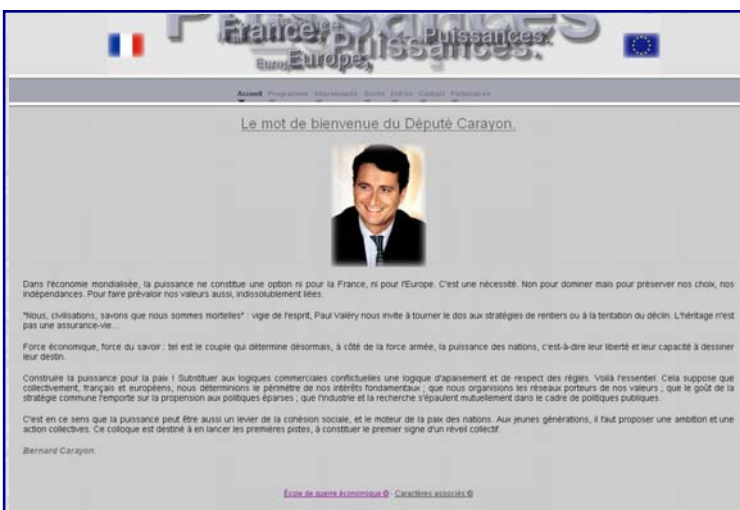 Puissances
France, Puissances.
Europe, Puissances.
Accueil Programme Intervenants Accès Entrée Contact Partenaires
Le mot de bienvenue du Député Carayon.
Dans l'économie mondialisée, la puissance ne constitue une option ni pour la France, ni pour l'Europe. C'est une nécessité. Non pour dominer mais pour préserver nos choix, nos
indépendances. Pour faire prévaloir nos valeurs aussi, indissolublement liées.
"Nous, civilisations, savons que nous sommes mortelles" : vigie de l'esprit, Paul Valéry nous invite à tourner le dos aux stratégies de rentiers ou à la tentation du déclin. L'héritage n'est
pas une assurance-vie...
Force économique, force du savoir : tel est le couple qui détermine désormais, à côté de la force armée, la puissance des nations, c'est-à-dire leur liberté et leur capacité à dessiner
leur destin.
Construire la puissance pour la paix ! Substituer aux logiques commerciales conflictuelles une logique d'apaisement et de respect des règles. Voilà l'essentiel. Cela suppose que
collectivement, français et européens, nous déterminions le périmètre de nos intérêts fondamentaux ; que nous organisions les réseaux porteurs de nos valeurs ; que le goût de la
stratégie commune l'emporte sur la propension aux politiques éparses ; que l'industrie et la recherche s'épaulent mutuellement dans le cadre de politiques publiques.
C'est en ce sens que la puissance peut être aussi un levier de la cohésion sociale, et le moteur de la paix des nations. Aux jeunes générations, il faut proposer une ambition et une
action collectives. Ce colloque est destiné à en lancer les premières pistes, à constituer le premier signe d'un réveil collectif.
Bernard Carayon.
École de guerre économique © - Caractères associés ©